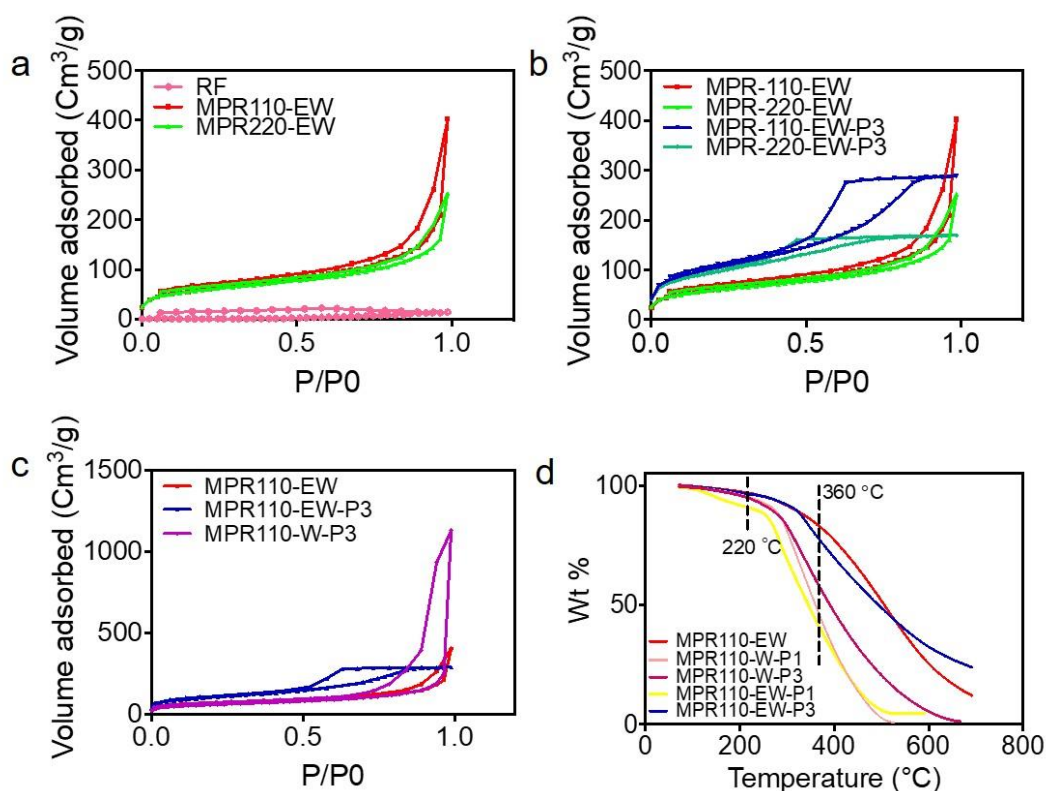 a
Volume adsorbed (Cm³/g)
500
400
300
200
100
0
RF
MPR110-EW
MPR220-EW
0.0
0.5
1.0
P/P0
b
Volume adsorbed (Cm³/g)
500
400
300
200
100
0
MPR-110-EW
MPR-220-EW
MPR-110-EW-P3
MPR-220-EW-P3
0.0
0.5
1.0
P/P0
c
Volume adsorbed (Cm³/g)
1500
1000
500
0
MPR110-EW
MPR110-EW-P3
MPR110-W-P3
0.0
0.5
1.0
P/P0
d
Wt %
100
50
0
360 °C
220 °C
MPR110-EW
MPR110-W-P1
MPR110-W-P3
MPR110-EW-P1
MPR110-EW-P3
0
200
400
600
800
Temperature (°C)